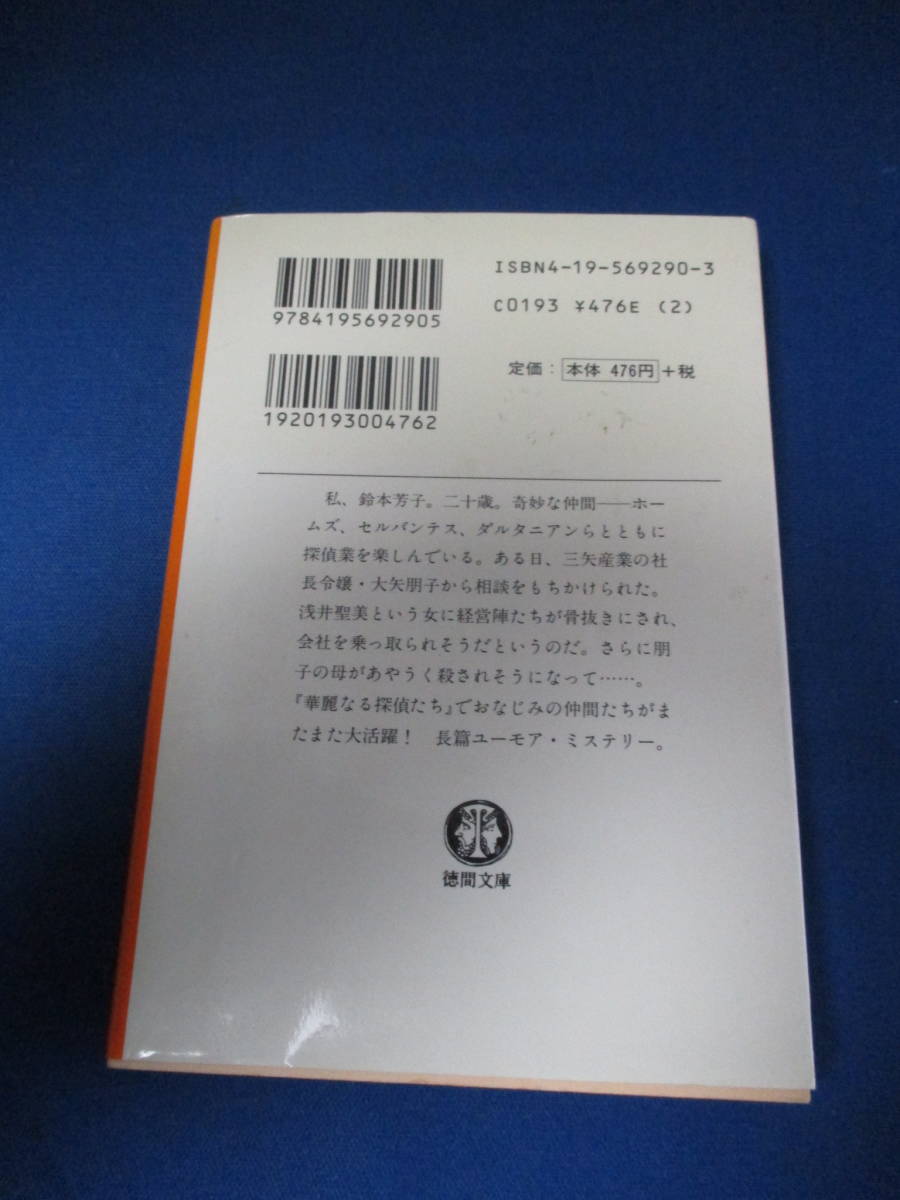 ISBN4-19-569290-3
9784195692905
C0193 ¥476E (2)
定価：本体 476円+税
1920193004762
私、鈴本芳子。二十歳。奇妙な仲間――ホー
ムズ、セルバンテス、ダルタニアンらとともに
探偵業を楽しんでいる。ある日、三矢産業の社
長令嬢・大矢朋子から相談をもちかけられた。
浅井聖美という女に経営陣たちが骨抜きにされ、
会社を乗っ取られそうだというのだ。さらに朋
子の母があやうく殺されそうになって……。
『華麗なる探偵たち』でおなじみの仲間たちがま
たまた大活躍！　長篇ユーモア・ミステリー。
徳間文庫